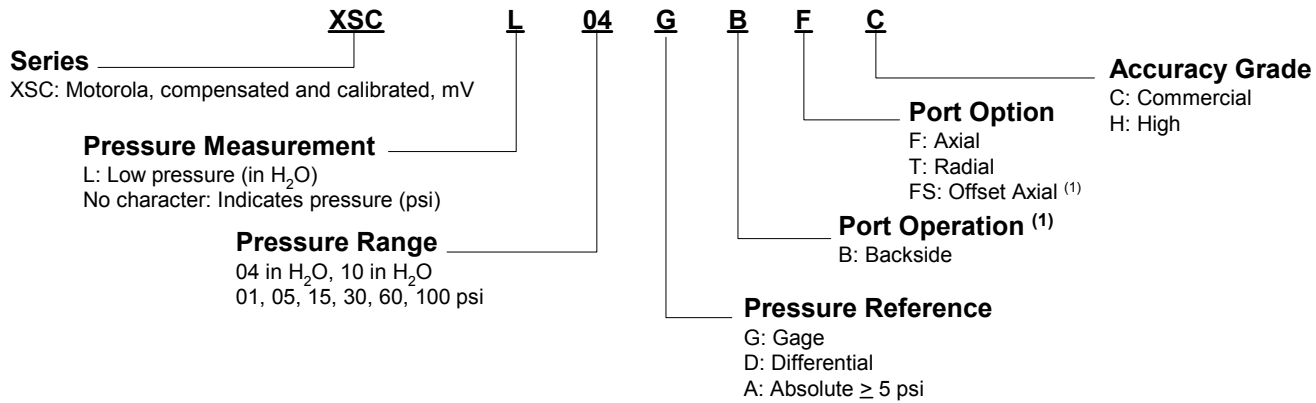 XSC L 04 G B F C
Series
XSC: Motorola, compensated and calibrated, mV
Accuracy Grade
C: Commercial
H: High
Port Option
F: Axial
T: Radial
FS: Offset Axial (1)
Pressure Measurement
L: Low pressure (in H2O)
No character: Indicates pressure (psi)
Port Operation (1)
B: Backside
Pressure Range
04 in H2O, 10 in H2O
01, 05, 15, 30, 60, 100 psi
Pressure Reference
G: Gage
D: Differential
A: Absolute ≥ 5 psi